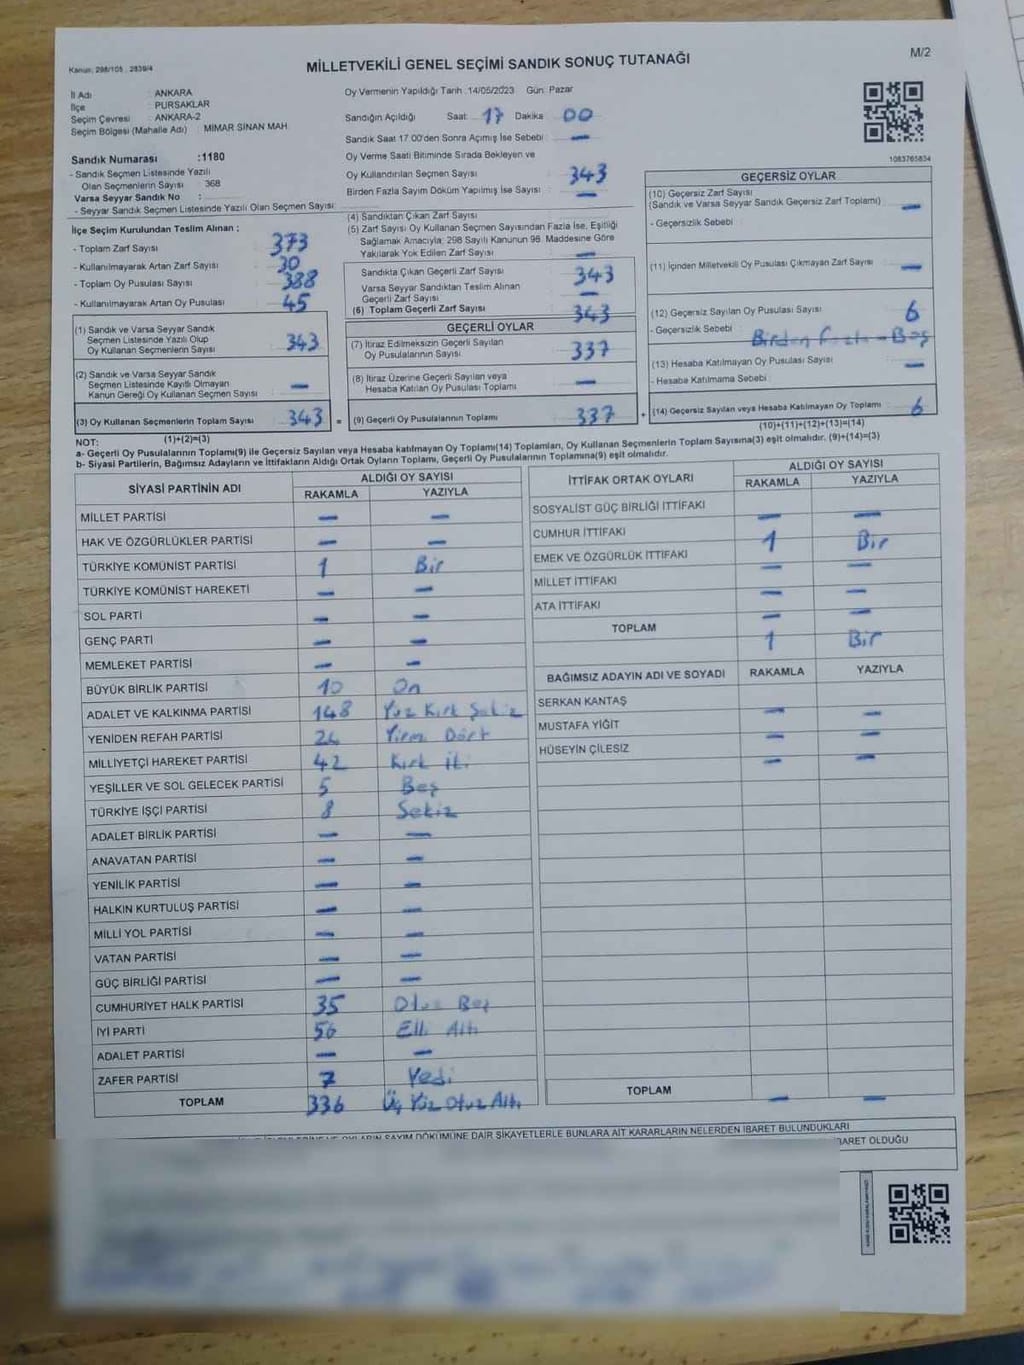 Kanun: 298/105 , 2839/4
MİLLETVEKİLİ GENEL SEÇİMİ SANDIK SONUÇ TUTANAĞI
M/2
İl Adı : ANKARA
İlçe : PURSAKLAR
Seçim Çevresi : ANKARA-2
Seçim Bölgesi (Mahalle Adı) : MİMAR SİNAN MAH.
Sandık Numarası :1180
- Sandık Seçmen Listesinde Yazılı
Olan Seçmenlerin Sayısı : 368
Varsa Seyyar Sandık No :
- Seyyar Sandık Seçmen Listesinde Yazılı Olan Seçmen Sayısı:
Oy Vermenin Yapıldığı Tarih :14/05/2023 Gün: Pazar
Sandığın Açıldığı Saat: 17 Dakika: 00
Sandık Saat 17:00'den Sonra Açımış İse Sebebi : —
Oy Verme Saati Bitiminde Sırada Bekleyen ve
Oy Kullandırılan Seçmen Sayısı : 343
Birden Fazla Sayım Döküm Yapılmış İse Sayısı : —
1083765834
İlçe Seçim Kurulundan Teslim Alınan ;
- Toplam Zarf Sayısı : 373
- Kullanılmayarak Artan Zarf Sayısı : 30
- Toplam Oy Pusulası Sayısı : 388
- Kullanılmayarak Artan Oy Pusulası : 45
(1) Sandık ve Varsa Seyyar Sandık
Seçmen Listesinde Yazılı Olup
Oy Kullanan Seçmenlerin Sayısı : 343
(2) Sandık ve Varsa Seyyar Sandık
Seçmen Listesinde Kayıtlı Olmayan
Kanun Gereği Oy Kullanan Seçmen Sayısı : —
(3) Oy Kullanan Seçmenlerin Toplam Sayısı : 343 =
(1)+(2)=(3)
(4) Sandıktan Çıkan Zarf Sayısı :
(5) Zarf Sayısı Oy Kullanan Seçmen Sayısından Fazla İse, Eşitliği
Sağlamak Amacıyla; 298 Sayılı Kanunun 98. Maddesine Göre
Yakılarak Yok Edilen Zarf Sayısı : —
Sandıkta Çıkan Geçerli Zarf Sayısı : 343
Varsa Seyyar Sandıktan Teslim Alınan
Geçerli Zarf Sayısı : —
(6) Toplam Geçerli Zarf Sayısı : 343
GEÇERLİ OYLAR
(7) İtiraz Edilmeksizin Geçerli Sayılan
Oy Pusulalarının Sayısı : 337
(8) İtiraz Üzerine Geçerli Sayılan veya
Hesaba Katılan Oy Pusulası Toplamı : —
(9) Geçerli Oy Pusulalarının Toplamı : 337 +
GEÇERSİZ OYLAR
(10) Geçersiz Zarf Sayısı
(Sandık ve Varsa Seyyar Sandık Geçersiz Zarf Toplamı) : —
- Geçersizlik Sebebi :
(11) İçinden Milletvekili Oy Pusulası Çıkmayan Zarf Sayısı : —
(12) Geçersiz Sayılan Oy Pusulası Sayısı : 6
- Geçersizlik Sebebi : Birden Fazla - Boş
(13) Hesaba Katılmayan Oy Pusulası Sayısı : —
- Hesaba Katılmama Sebebi :
(14) Geçersiz Sayılan veya Hesaba Katılmayan Oy Toplamı : 6
(10)+(11)+(12)+(13)=(14)
NOT:
a- Geçerli Oy Pusulalarının Toplamı(9) ile Geçersiz Sayılan veya Hesaba katılmayan Oy Toplamı(14) Toplamları, Oy Kullanan Seçmenlerin Toplam Sayısına(3) eşit olmalıdır. (9)+(14)=(3)
b- Siyasi Partilerin, Bağımsız Adayların ve İttifakların Aldığı Ortak Oyların Toplamı, Geçerli Oy Pusulalarının Toplamına(9) eşit olmalıdır.
SİYASİ PARTİNİN ADI
ALDIĞI OY SAYISI
RAKAMLA YAZIYLA
MİLLET PARTİSİ — —
HAK VE ÖZGÜRLÜKLER PARTİSİ — —
TÜRKİYE KOMÜNİST PARTİSİ 1 Bir
TÜRKİYE KOMÜNİST HAREKETİ — —
SOL PARTİ — —
GENÇ PARTİ — —
MEMLEKET PARTİSİ — —
BÜYÜK BİRLİK PARTİSİ 10 On
ADALET VE KALKINMA PARTİSİ 148 Yüz Kırk Sekiz
YENİDEN REFAH PARTİSİ 24 Yirmi Dört
MİLLİYETÇİ HAREKET PARTİSİ 42 Kırk İki
YEŞİLLER VE SOL GELECEK PARTİSİ 5 Beş
TÜRKİYE İŞÇİ PARTİSİ 8 Sekiz
ADALET BİRLİK PARTİSİ — —
ANAVATAN PARTİSİ — —
YENİLİK PARTİSİ — —
HALKIN KURTULUŞ PARTİSİ — —
MİLLİ YOL PARTİSİ — —
VATAN PARTİSİ — —
GÜÇ BİRLİĞİ PARTİSİ — —
CUMHURİYET HALK PARTİSİ 35 Otuz Beş
İYİ PARTİ 56 Elli Altı
ADALET PARTİSİ — —
ZAFER PARTİSİ 7 Yedi
TOPLAM 336 Üç Yüz Otuz Altı
İTTİFAK ORTAK OYLARI
ALDIĞI OY SAYISI
RAKAMLA YAZIYLA
SOSYALİST GÜÇ BİRLİĞİ İTTİFAKI — —
CUMHUR İTTİFAKI 1 Bir
EMEK VE ÖZGÜRLÜK İTTİFAKI — —
MİLLET İTTİFAKI — —
ATA İTTİFAKI — —
TOPLAM 1 Bir
BAĞIMSIZ ADAYIN ADI VE SOYADI RAKAMLA YAZIYLA
SERKAN KANTAŞ — —
MUSTAFA YİĞİT — —
HÜSEYİN ÇİLESİZ — —
TOPLAM — —
SAYIM DÖKÜMÜNE DAİR ŞİKAYETLERLE BUNLARA AİT KARARLARIN NELERDEN İBARET BULUNDUKLARI
İBARET OLDUĞU